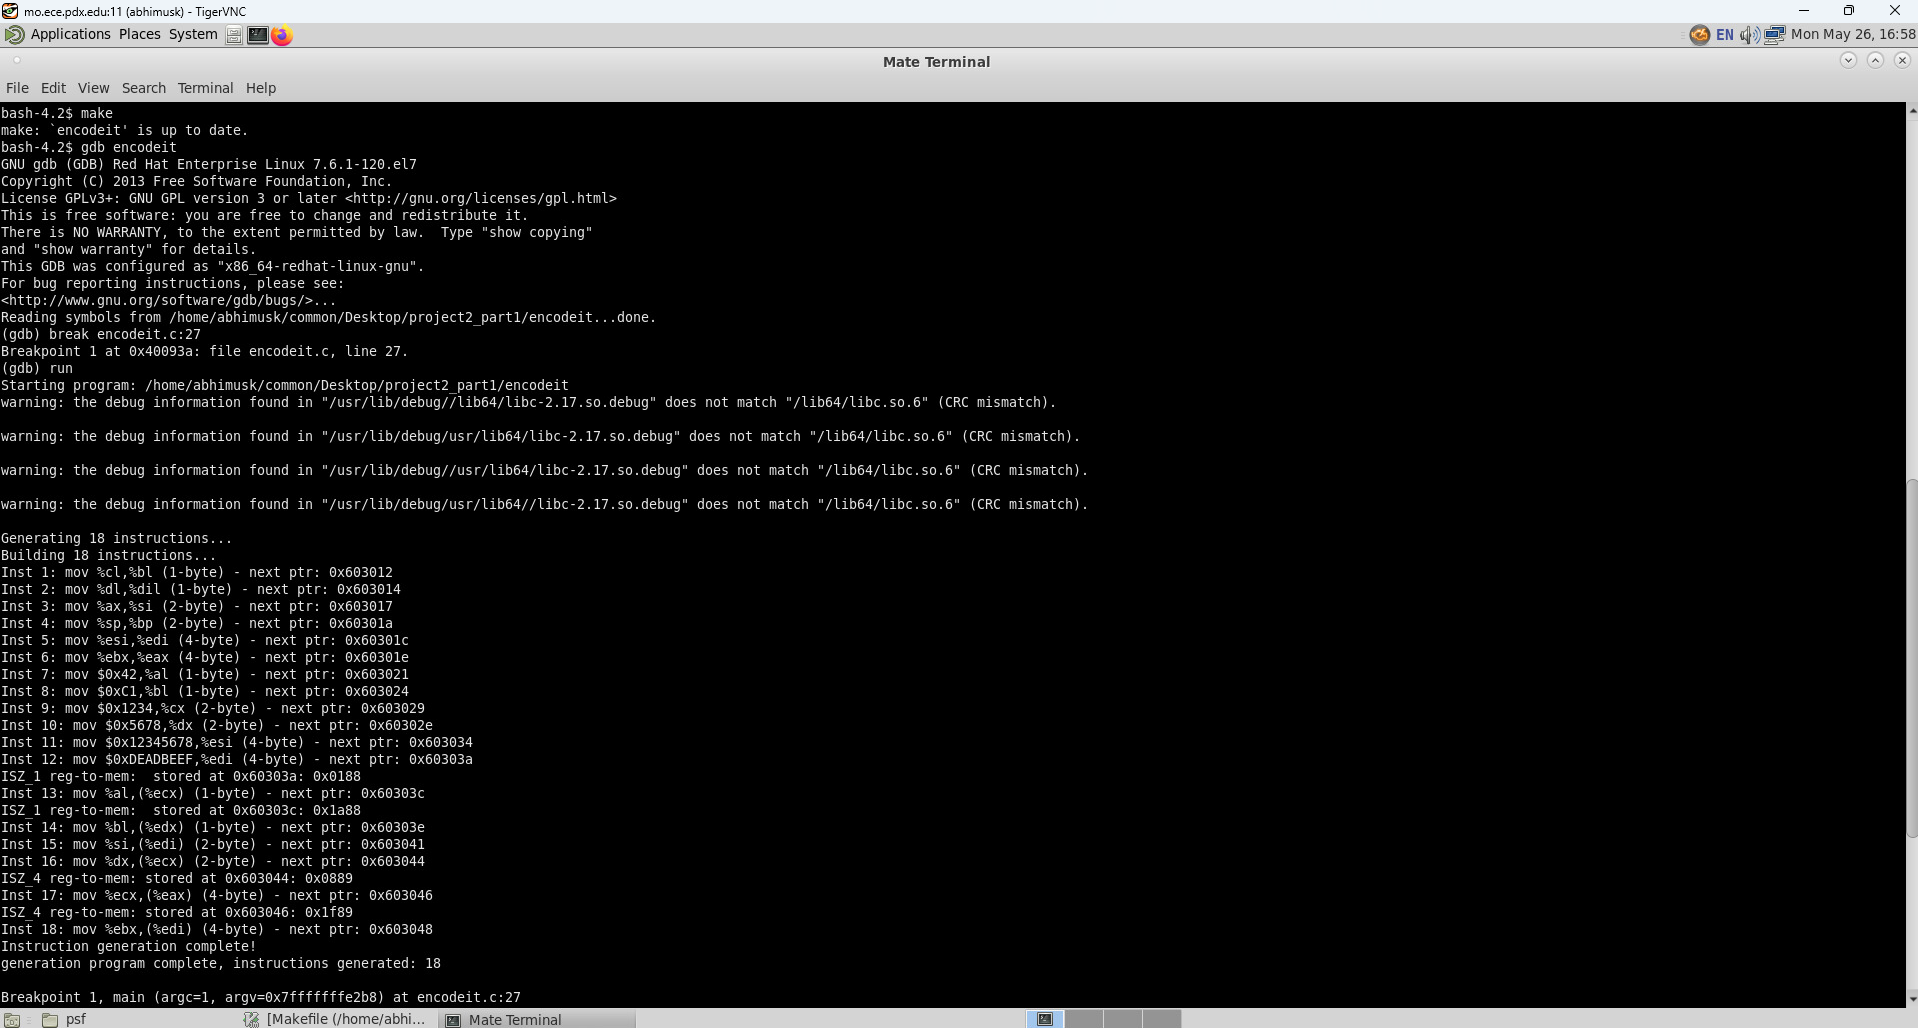 mo.ece.pdx.edu:11 (abhimusk) - TigerVNC
Applications Places System EN Mon May 26, 16:58
Mate Terminal
File Edit View Search Terminal Help
bash-4.2$ make
make: `encodeit' is up to date.
bash-4.2$ gdb encodeit
GNU gdb (GDB) Red Hat Enterprise Linux 7.6.1-120.el7
Copyright (C) 2013 Free Software Foundation, Inc.
License GPLv3+: GNU GPL version 3 or later <http://gnu.org/licenses/gpl.html>
This is free software: you are free to change and redistribute it.
There is NO WARRANTY, to the extent permitted by law.  Type "show copying"
and "show warranty" for details.
This GDB was configured as "x86_64-redhat-linux-gnu".
For bug reporting instructions, please see:
<http://www.gnu.org/software/gdb/bugs/>...
Reading symbols from /home/abhimusk/common/Desktop/project2_part1/encodeit...done.
(gdb) break encodeit.c:27
Breakpoint 1 at 0x40093a: file encodeit.c, line 27.
(gdb) run
Starting program: /home/abhimusk/common/Desktop/project2_part1/encodeit
warning: the debug information found in "/usr/lib/debug//lib64/libc-2.17.so.debug" does not match "/lib64/libc.so.6" (CRC mismatch).
warning: the debug information found in "/usr/lib/debug/usr/lib64/libc-2.17.so.debug" does not match "/lib64/libc.so.6" (CRC mismatch).
warning: the debug information found in "/usr/lib/debug//usr/lib64/libc-2.17.so.debug" does not match "/lib64/libc.so.6" (CRC mismatch).
warning: the debug information found in "/usr/lib/debug/usr/lib64//libc-2.17.so.debug" does not match "/lib64/libc.so.6" (CRC mismatch).
Generating 18 instructions...
Building 18 instructions...
Inst 1: mov %cl,%bl (1-byte) - next ptr: 0x603012
Inst 2: mov %dl,%dil (1-byte) - next ptr: 0x603014
Inst 3: mov %ax,%si (2-byte) - next ptr: 0x603017
Inst 4: mov %sp,%bp (2-byte) - next ptr: 0x60301a
Inst 5: mov %esi,%edi (4-byte) - next ptr: 0x60301c
Inst 6: mov %ebx,%eax (4-byte) - next ptr: 0x60301e
Inst 7: mov $0x42,%al (1-byte) - next ptr: 0x603021
Inst 8: mov $0xC1,%bl (1-byte) - next ptr: 0x603024
Inst 9: mov $0x1234,%cx (2-byte) - next ptr: 0x603029
Inst 10: mov $0x5678,%dx (2-byte) - next ptr: 0x60302e
Inst 11: mov $0x12345678,%esi (4-byte) - next ptr: 0x603034
Inst 12: mov $0xDEADBEEF,%edi (4-byte) - next ptr: 0x60303a
ISZ_1 reg-to-mem:  stored at 0x60303a: 0x0188
Inst 13: mov %al,(%ecx) (1-byte) - next ptr: 0x60303c
ISZ_1 reg-to-mem:  stored at 0x60303c: 0x1a88
Inst 14: mov %bl,(%edx) (1-byte) - next ptr: 0x60303e
Inst 15: mov %si,(%edi) (2-byte) - next ptr: 0x603041
Inst 16: mov %dx,(%ecx) (2-byte) - next ptr: 0x603044
ISZ_4 reg-to-mem: stored at 0x603044: 0x0889
Inst 17: mov %ecx,(%eax) (4-byte) - next ptr: 0x603046
ISZ_4 reg-to-mem: stored at 0x603046: 0x1f89
Inst 18: mov %ebx,(%edi) (4-byte) - next ptr: 0x603048
Instruction generation complete!
generation program complete, instructions generated: 18
Breakpoint 1, main (argc=1, argv=0x7fffffffe2b8) at encodeit.c:27
psf [Makefile (/home/abhi... Mate Terminal